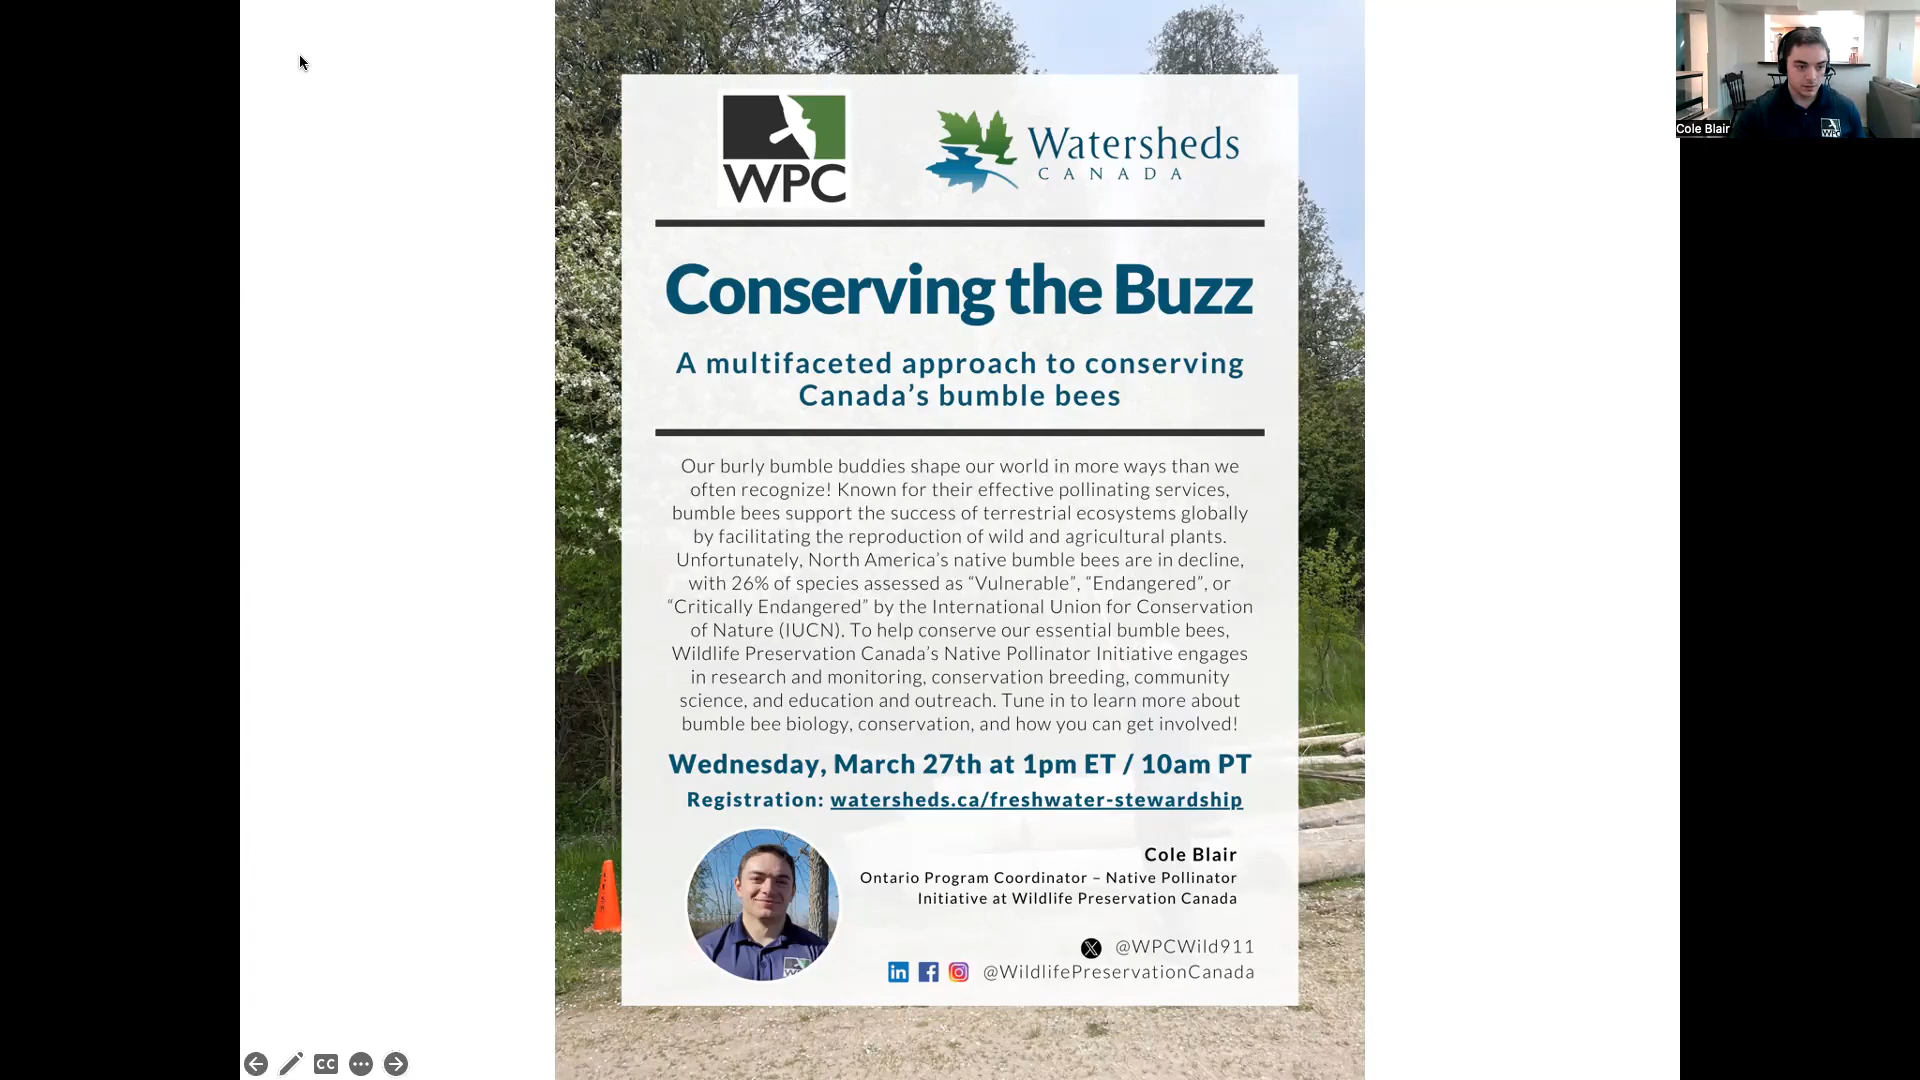 WPC
Watersheds
CANADA
Conserving the Buzz
A multifaceted approach to conserving
Canada's bumble bees
Our burly bumble buddies shape our world in more ways than we
often recognize! Known for their effective pollinating services,
bumble bees support the success of terrestrial ecosystems globally
by facilitating the reproduction of wild and agricultural plants.
Unfortunately, North America's native bumble bees are in decline,
with 26% of species assessed as “Vulnerable”, “Endangered”, or
“Critically Endangered” by the International Union for Conservation
of Nature (IUCN). To help conserve our essential bumble bees,
Wildlife Preservation Canada's Native Pollinator Initiative engages
in research and monitoring, conservation breeding, community
science, and education and outreach. Tune in to learn more about
bumble bee biology, conservation, and how you can get involved!
Wednesday, March 27th at 1pm ET / 10am PT
Registration: watersheds.ca/freshwater-stewardship
Cole Blair
Ontario Program Coordinator – Native Pollinator
Initiative at Wildlife Preservation Canada
@WPCWild911
@WildlifePreservationCanada
Cole Blair
WPC
CC